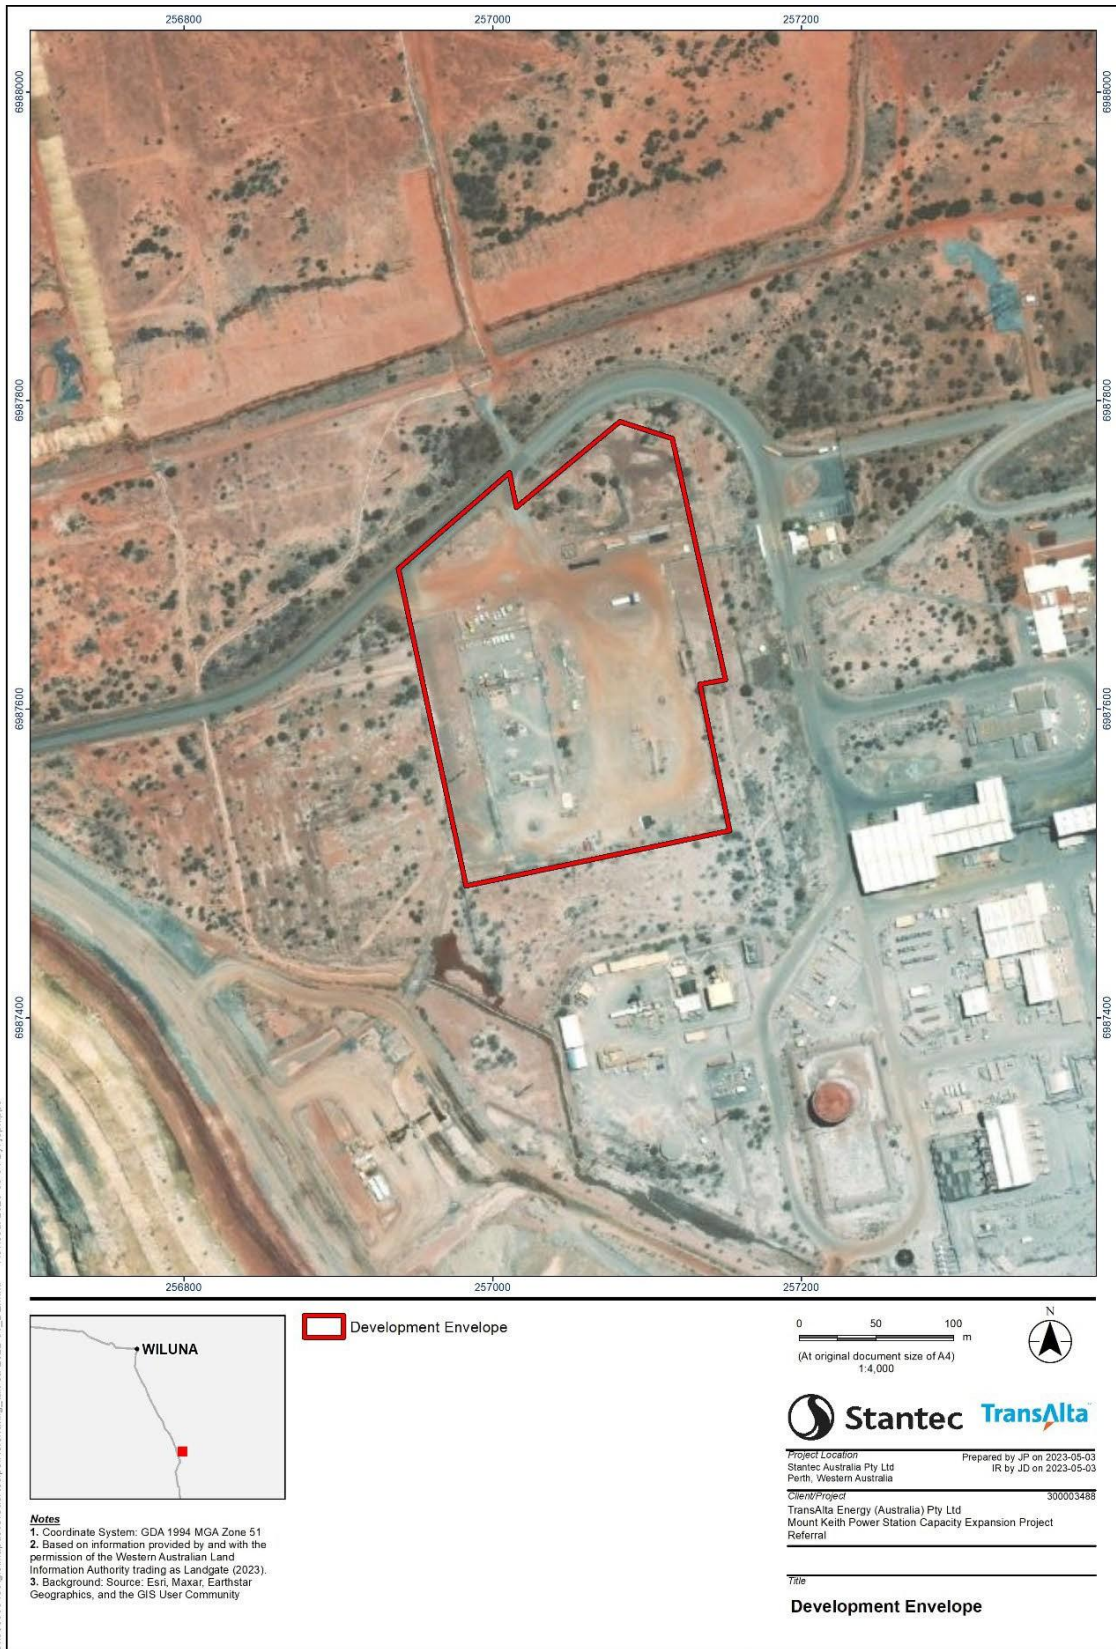 256800
257000
257200
6988000
6988000
6987800
6987800
6987600
6987600
6987400
6987400
256800
257000
257200
WILUNA
Development Envelope
0 50 100 m
(At original document size of A4)
1:4,000
N
Stantec TransAlta
Project Location
Stantec Australia Pty Ltd
Perth, Western Australia
Prepared by JP on 2023-05-03
IR by JD on 2023-05-03
Client/Project 300003488
TransAlta Energy (Australia) Pty Ltd
Mount Keith Power Station Capacity Expansion Project
Referral
Title
Development Envelope
Notes
1. Coordinate System: GDA 1994 MGA Zone 51
2. Based on information provided by and with the
permission of the Western Australian Land
Information Authority trading as Landgate (2023).
3. Background: Source: Esri, Maxar, Earthstar
Geographics, and the GIS User Community